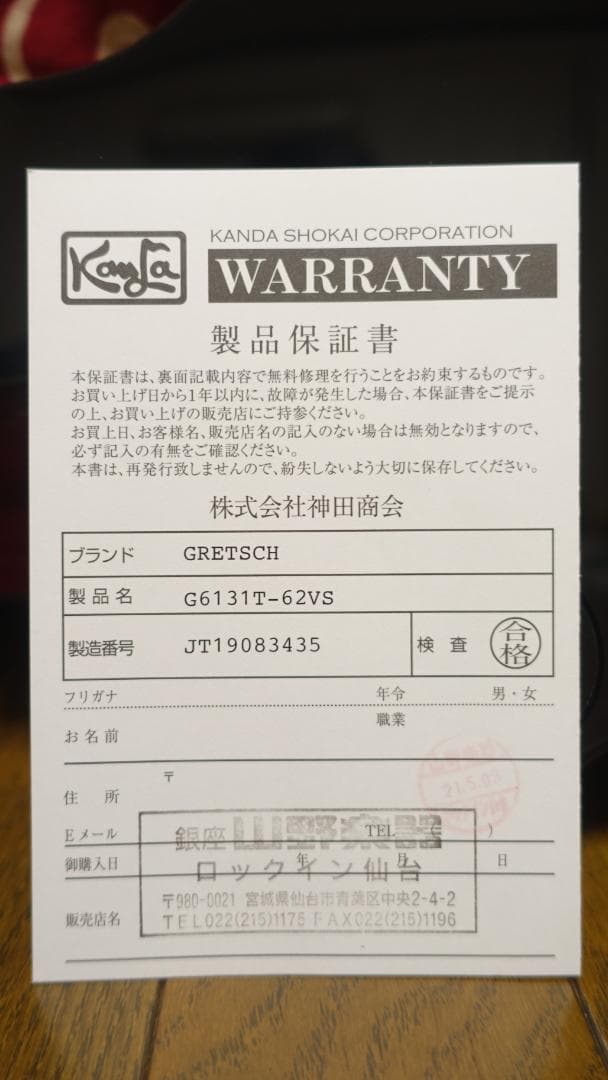 Kanda
KANDA SHOKAI CORPORATION
WARRANTY
製品保証書
本保証書は、裏面記載内容で無料修理を行うことをお約束するものです。
お買い上げ日から1年以内に、故障が発生した場合、本保証書をご提示
の上、お買い上げの販売店にご持参ください。
お買上日、お客様名、販売店名の記入のない場合は無効となりますので、
必ず記入の有無をご確認ください。
本書は、再発行致しませんので、紛失しないよう大切に保存してください。
株式会社神田商会
ブランド GRETSCH
製品名 G6131T-62VS
製造番号 JT19083435 検査 合格
フリガナ 年令 男・女
お名前 職業
〒
住所
21.5.03
Eメール TEL ( )
銀座 山野楽器
御購入日 年 月 日
ロックイン仙台
〒980-0021 宮城県仙台市青葉区中央2-4-2
販売店名
TEL022(215)1175 FAX022(215)1196